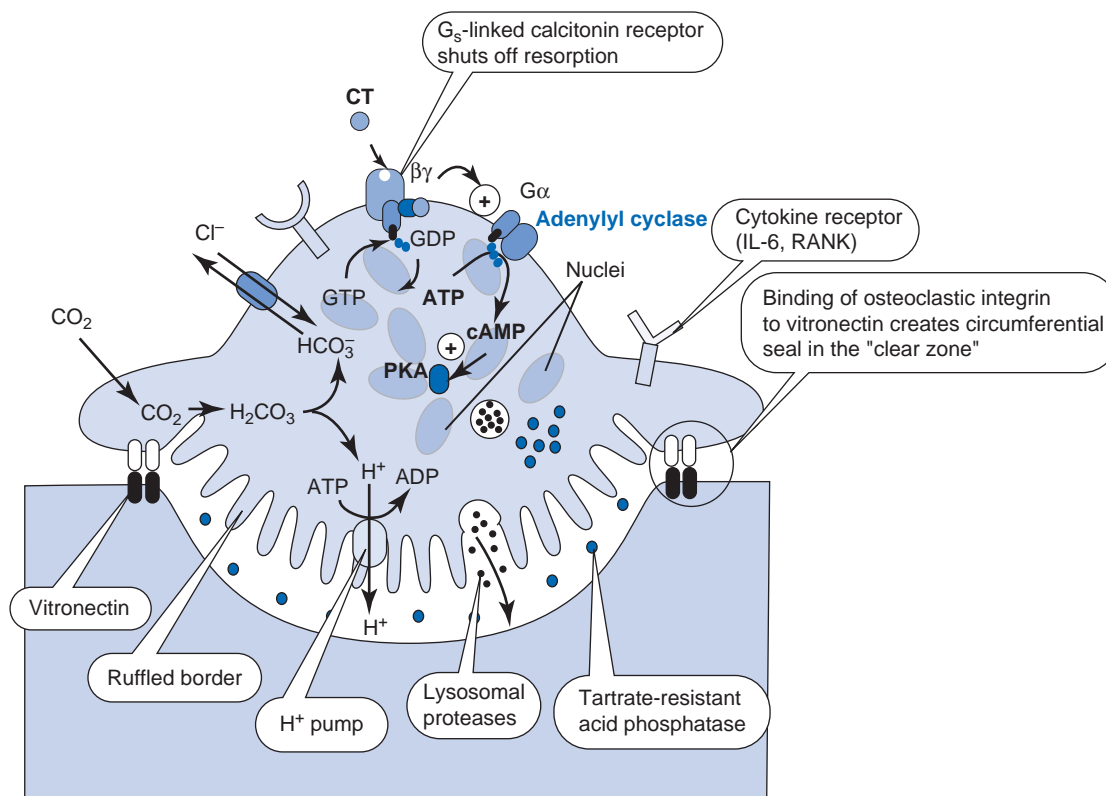 G<sub>s</sub>-linked calcitonin receptor
shuts off resorption
CT
βγ
+
Gα
Adenylyl cyclase
Cytokine receptor
(IL-6, RANK)
Cl⁻
GDP
Nuclei
GTP
ATP
Binding of osteoclastic integrin
to vitronectin creates circumferential
seal in the "clear zone"
CO₂
HCO₃⁻
cAMP
+
PKA
CO₂
H₂CO₃
H⁺
ATP
ADP
H⁺
Vitronectin
Ruffled border
H⁺ pump
Lysosomal
proteases
Tartrate-resistant
acid phosphatase